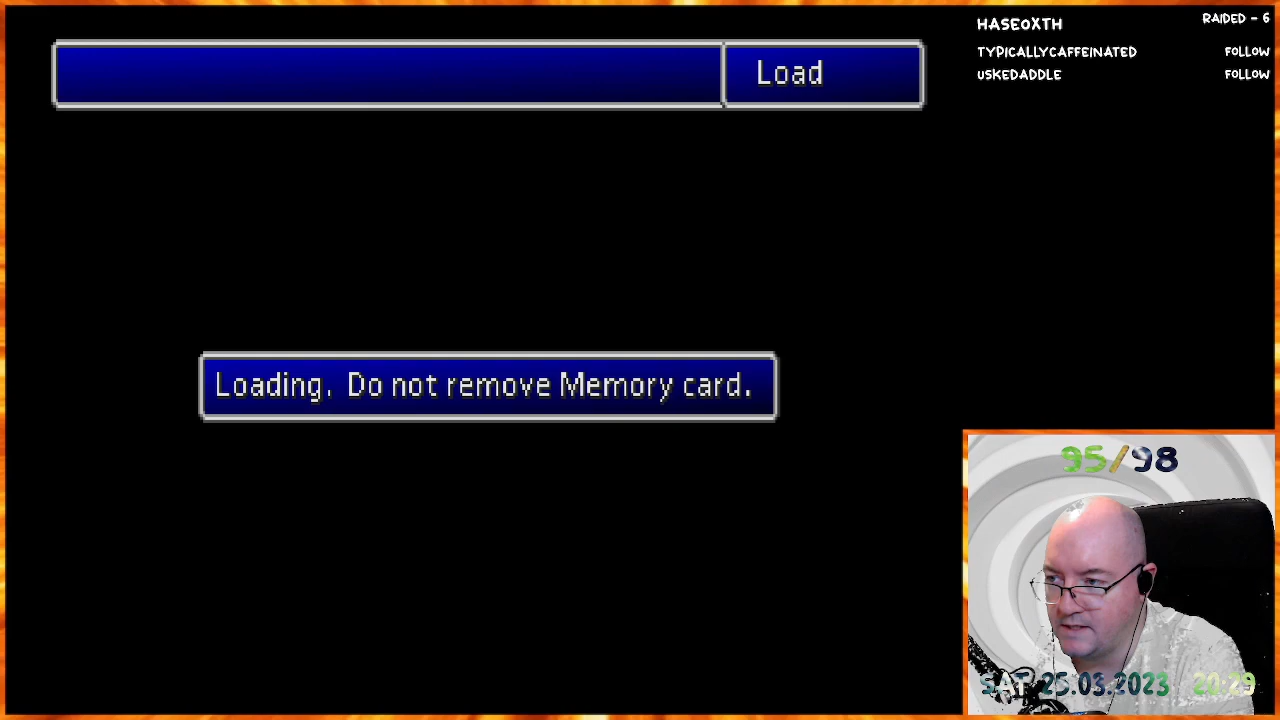 Load
HASEOXTH RAIDED - 6
TYPICALLYCAFFEINATED FOLLOW
USKEDADDLE FOLLOW
Loading. Do not remove Memory card.
95/98
SAT 25.03.2023 20:29